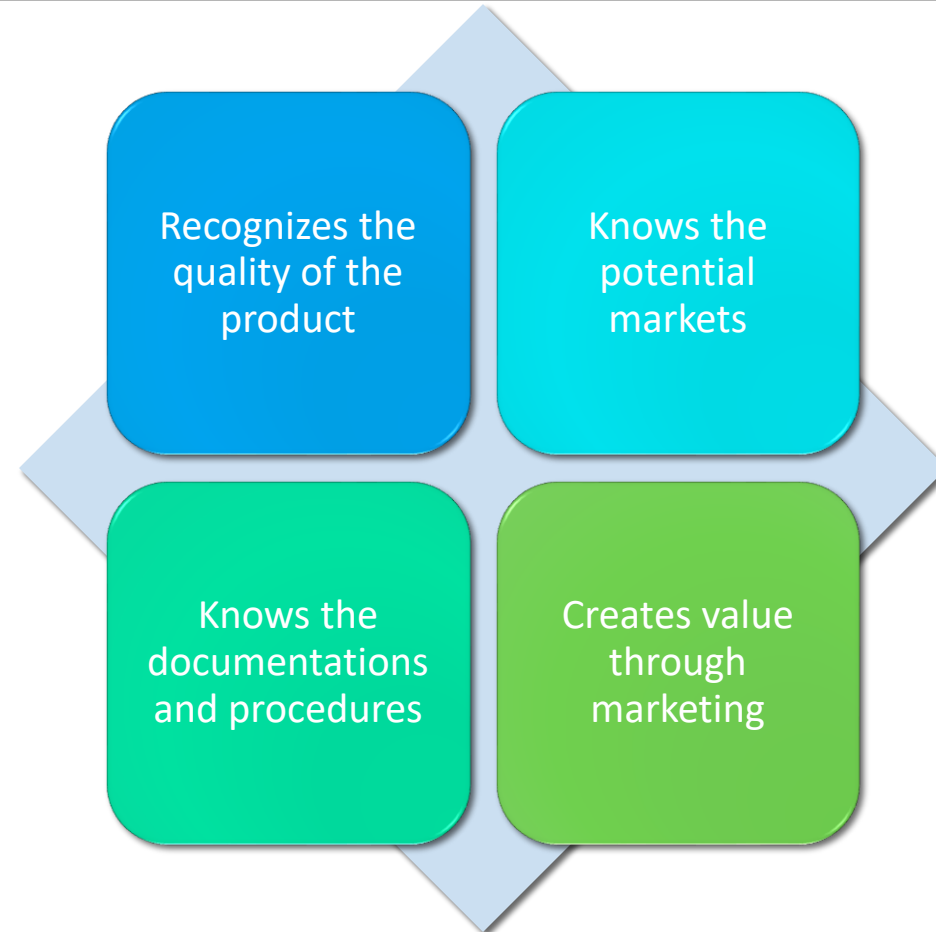 Recognizes the
quality of the
product
Knows the
potential
markets
Knows the
documentations
and procedures
Creates value
through
marketing